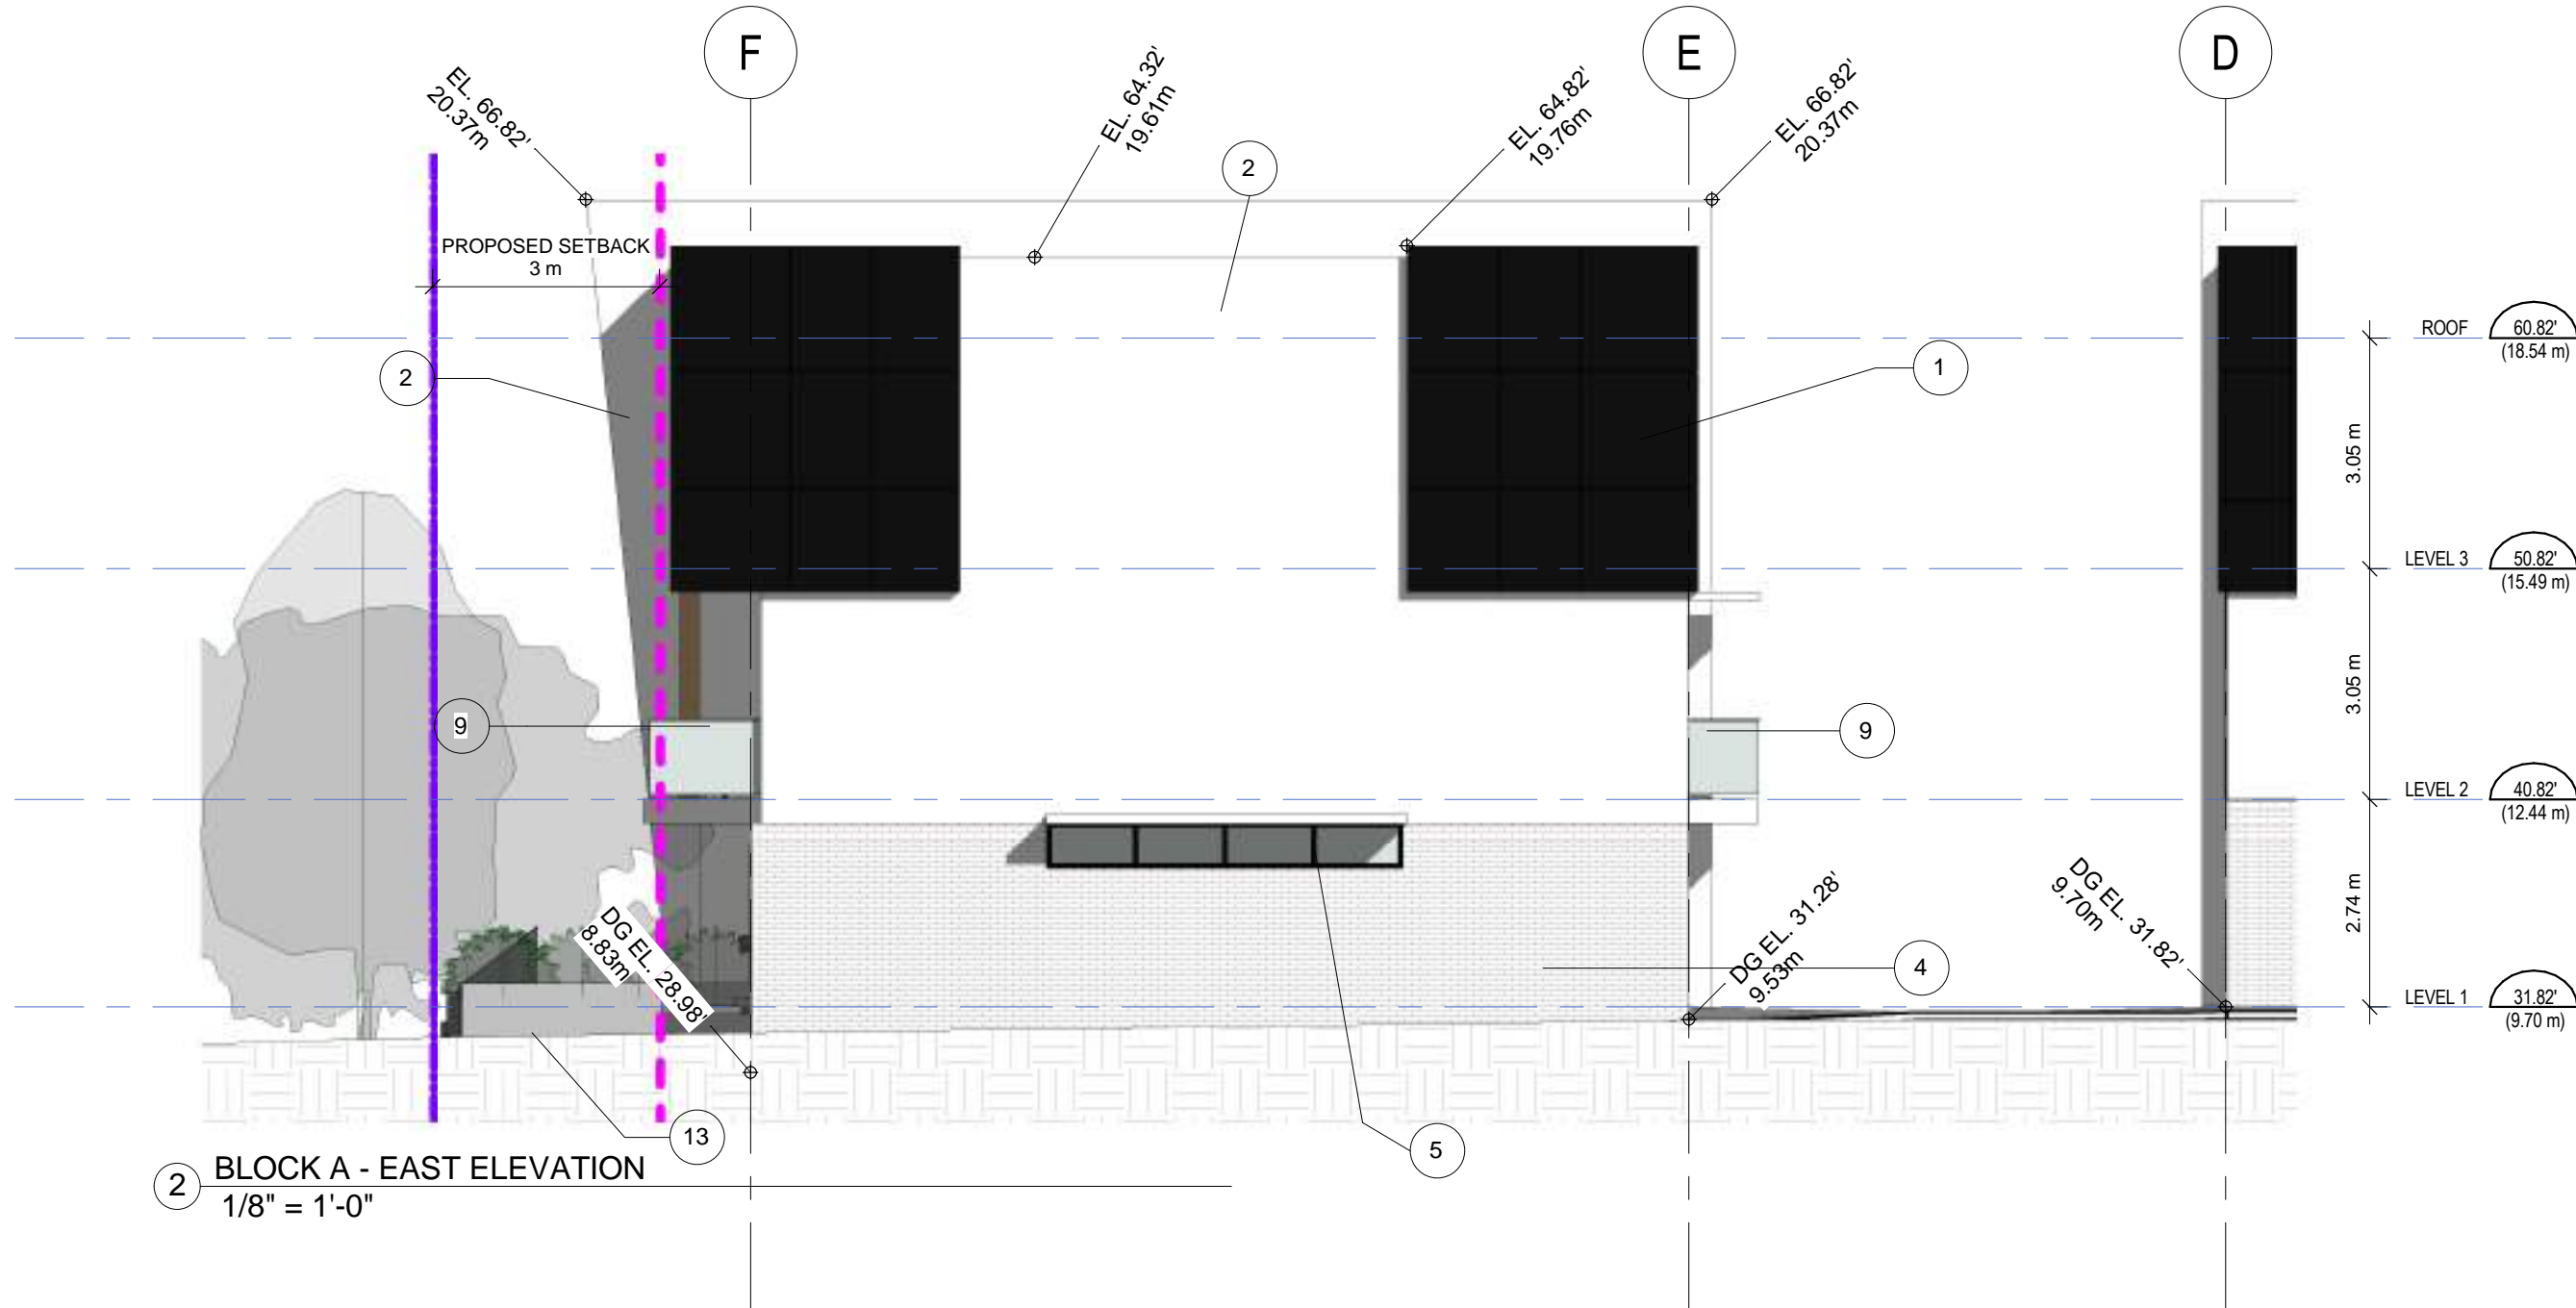 F
E
D
EL. 66.82'
20.37m
EL. 64.32'
19.61m
EL. 64.82'
19.76m
EL. 66.82'
20.37m
2
PROPOSED SETBACK
3 m
ROOF
60.82'
(18.54 m)
2
1
3.05 m
LEVEL 3
50.82'
(15.49 m)
3.05 m
9
9
LEVEL 2
40.82'
(12.44 m)
DG EL. 28.98'
8.83m
DG EL. 31.28'
9.53m
DG EL. 31.82'
9.70m
2.74 m
4
LEVEL 1
31.82'
(9.70 m)
13
5
2
BLOCK A - EAST ELEVATION
1/8" = 1'-0"